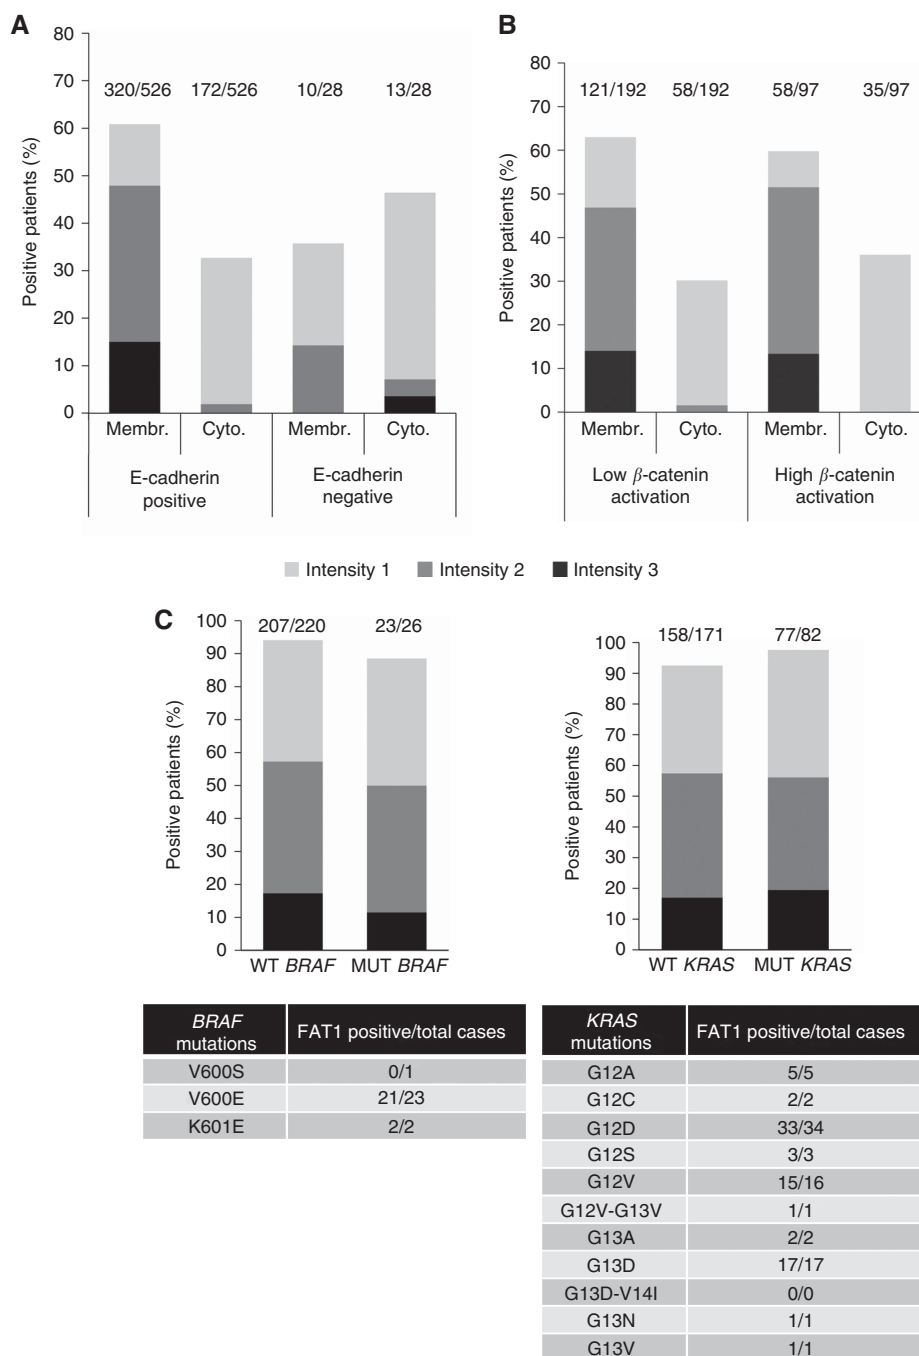 A
80
70
60
50
40
30
20
10
0
Positive patients (%)
320/526 172/526 10/28 13/28
Membr. Cyto. Membr. Cyto.
E-cadherin positive
E-cadherin negative
B
80
70
60
50
40
30
20
10
0
Positive patients (%)
121/192 58/192 58/97 35/97
Membr. Cyto. Membr. Cyto.
Low β-catenin activation
High β-catenin activation
Intensity 1 Intensity 2 Intensity 3
C
100
90
80
70
60
50
40
30
20
10
0
Positive patients (%)
207/220 23/26
WT BRAF MUT BRAF
100
90
80
70
60
50
40
30
20
10
0
Positive patients (%)
158/171 77/82
WT KRAS MUT KRAS
BRAF mutations FAT1 positive/total cases
V600S 0/1
V600E 21/23
K601E 2/2
KRAS mutations FAT1 positive/total cases
G12A 5/5
G12C 2/2
G12D 33/34
G12S 3/3
G12V 15/16
G12V-G13V 1/1
G13A 2/2
G13D 17/17
G13D-V14I 0/0
G13N 1/1
G13V 1/1